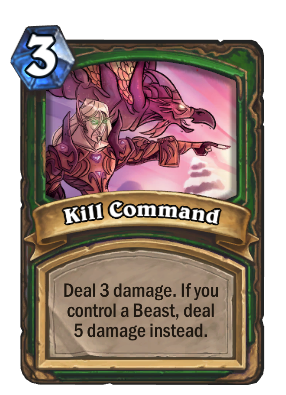 3
Kill Command
Deal 3 damage. If you
control a Beast, deal
5 damage instead.